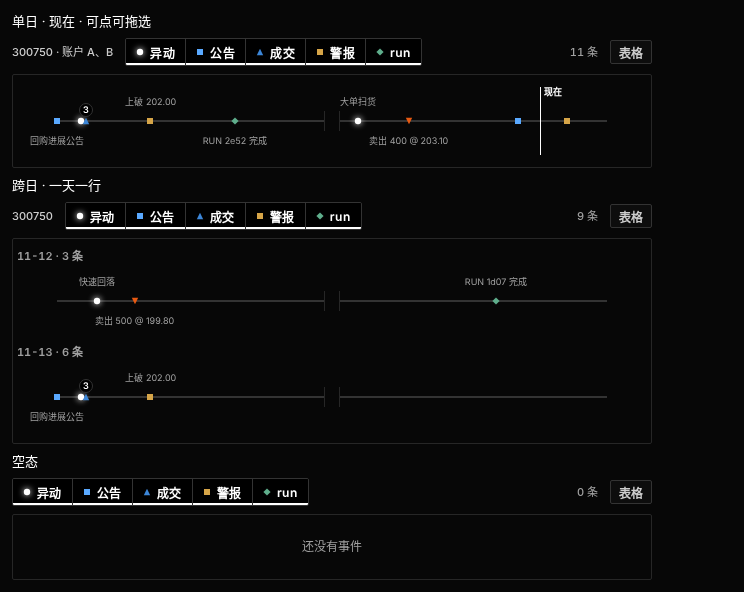 单日 · 现在 · 可点可拖选
300750 · 账户 A、B 异动 公告 成交 警报 run 11 条 表格
3 上破 202.00 大单扫货 现在
回购进展公告 RUN 2e52 完成 卖出 400 @ 203.10
跨日 · 一天一行
300750 异动 公告 成交 警报 run 9 条 表格
11-12 · 3 条
快速回落 RUN 1d07 完成
卖出 500 @ 199.80
11-13 · 6 条
3 上破 202.00
回购进展公告
空态
异动 公告 成交 警报 run 0 条 表格
还没有事件